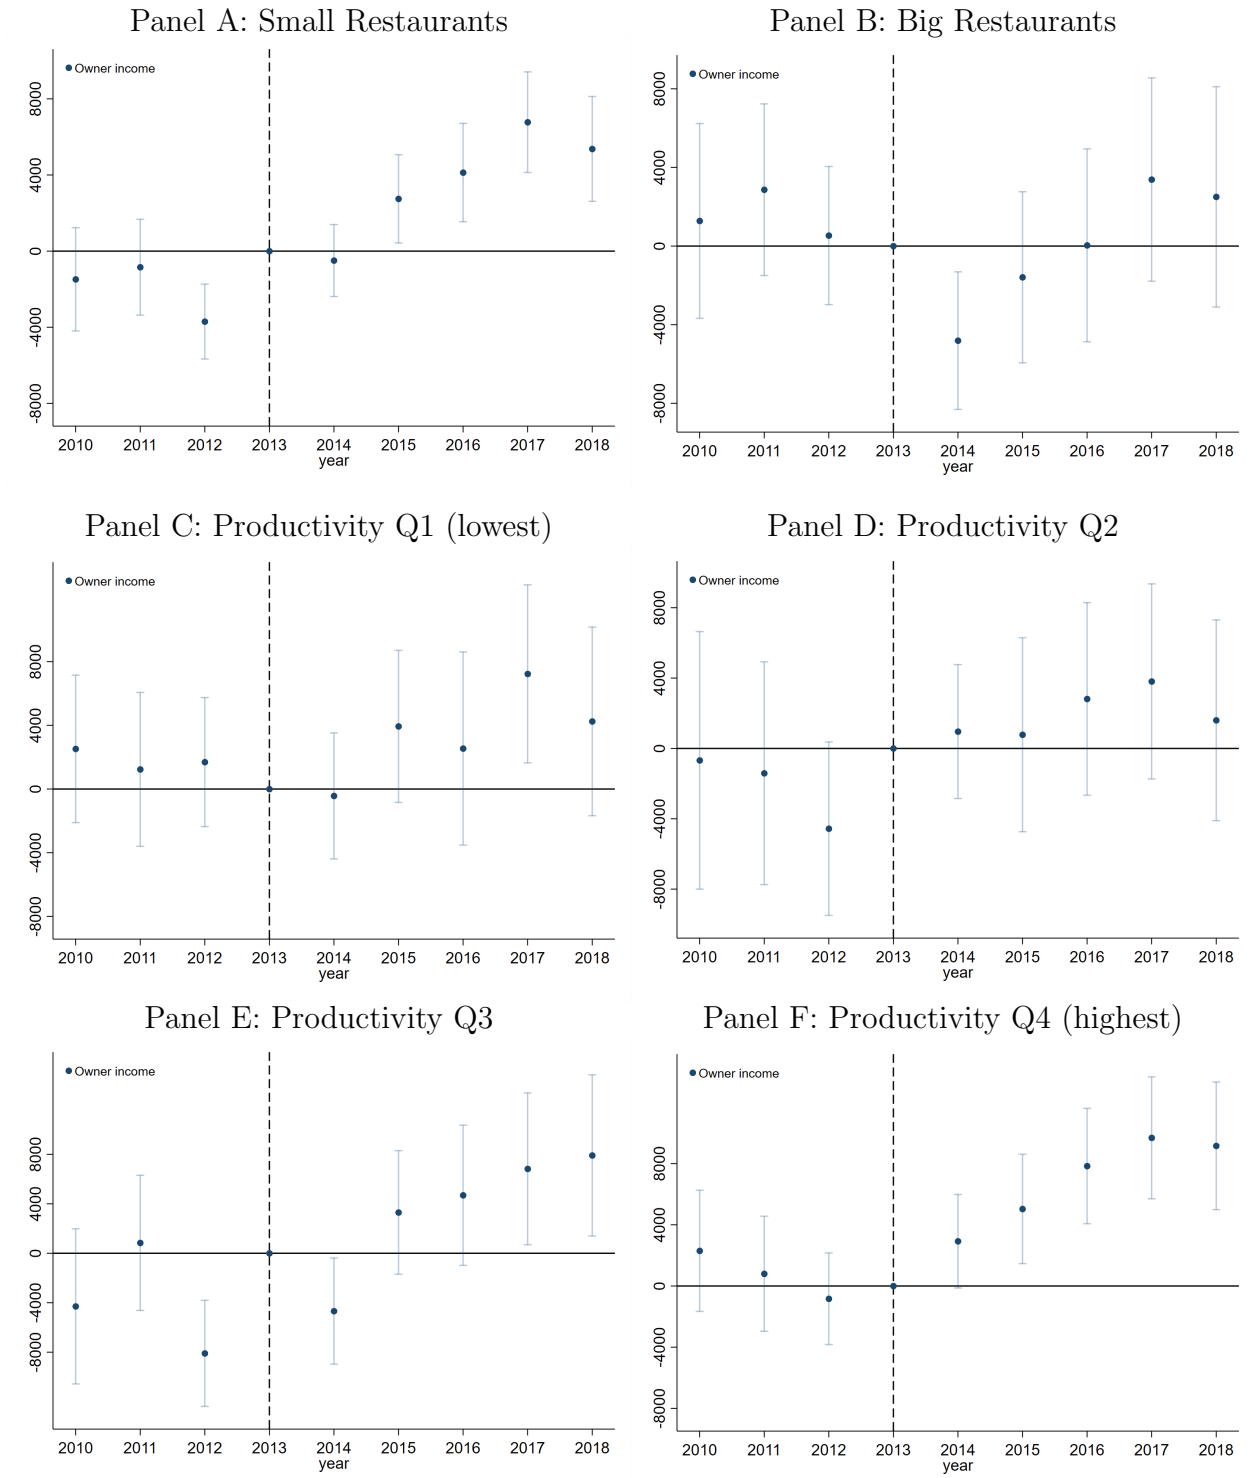 Panel A: Small Restaurants
Owner income
8000
4000
0
-4000
-8000
2010 2011 2012 2013 2014 2015 2016 2017 2018
year
Panel B: Big Restaurants
Owner income
8000
4000
0
-4000
-8000
2010 2011 2012 2013 2014 2015 2016 2017 2018
year
Panel C: Productivity Q1 (lowest)
Owner income
8000
4000
0
-4000
-8000
2010 2011 2012 2013 2014 2015 2016 2017 2018
year
Panel D: Productivity Q2
Owner income
8000
4000
0
-4000
-8000
2010 2011 2012 2013 2014 2015 2016 2017 2018
year
Panel E: Productivity Q3
Owner income
8000
4000
0
-4000
-8000
2010 2011 2012 2013 2014 2015 2016 2017 2018
year
Panel F: Productivity Q4 (highest)
Owner income
8000
4000
0
-4000
-8000
2010 2011 2012 2013 2014 2015 2016 2017 2018
year